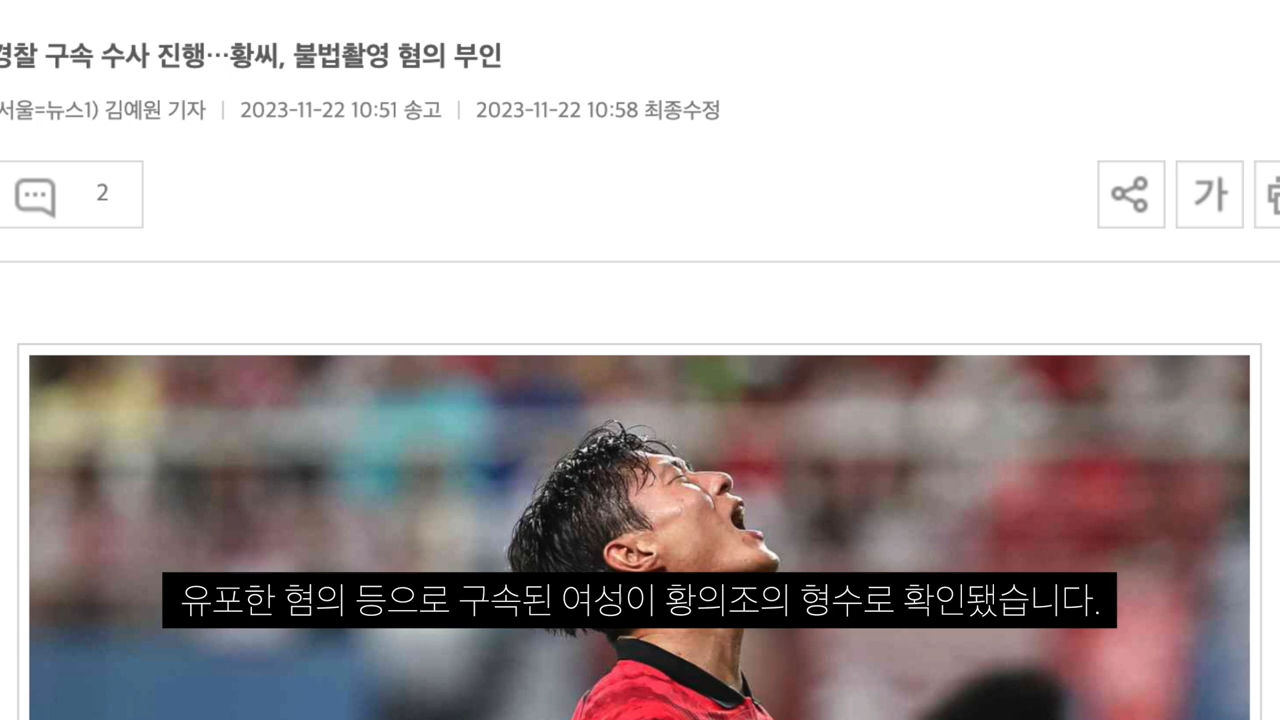 경찰 구속 수사 진행…황씨, 불법촬영 혐의 부인
서울=뉴스1) 김예원 기자 | 2023-11-22 10:51 송고 | 2023-11-22 10:58 최종수정
2
가
유포한 혐의 등으로 구속된 여성이 황의조의 형수로 확인됐습니다.